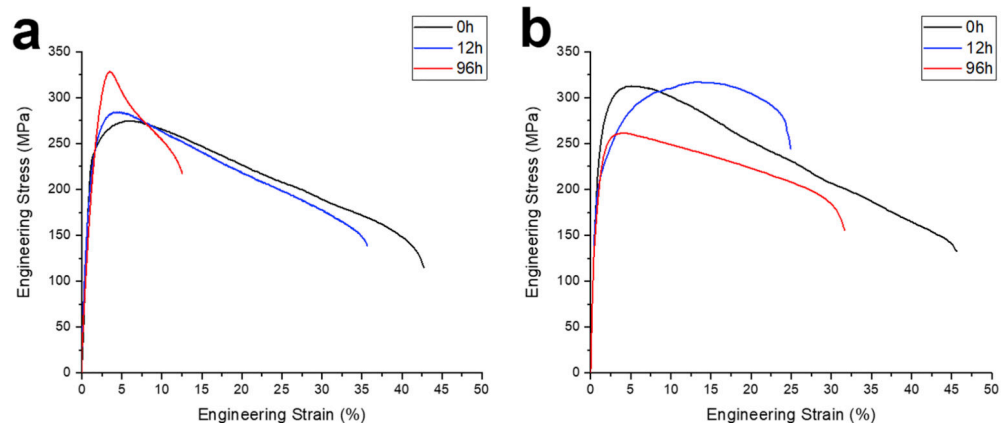 a
0h
12h
96h
350
300
250
200
150
100
50
0
Engineering Stress (MPa)
0 5 10 15 20 25 30 35 40 45 50
Engineering Strain (%)
b
0h
12h
96h
350
300
250
200
150
100
50
0
Engineering Stress (MPa)
0 5 10 15 20 25 30 35 40 45 50
Engineering Strain (%)